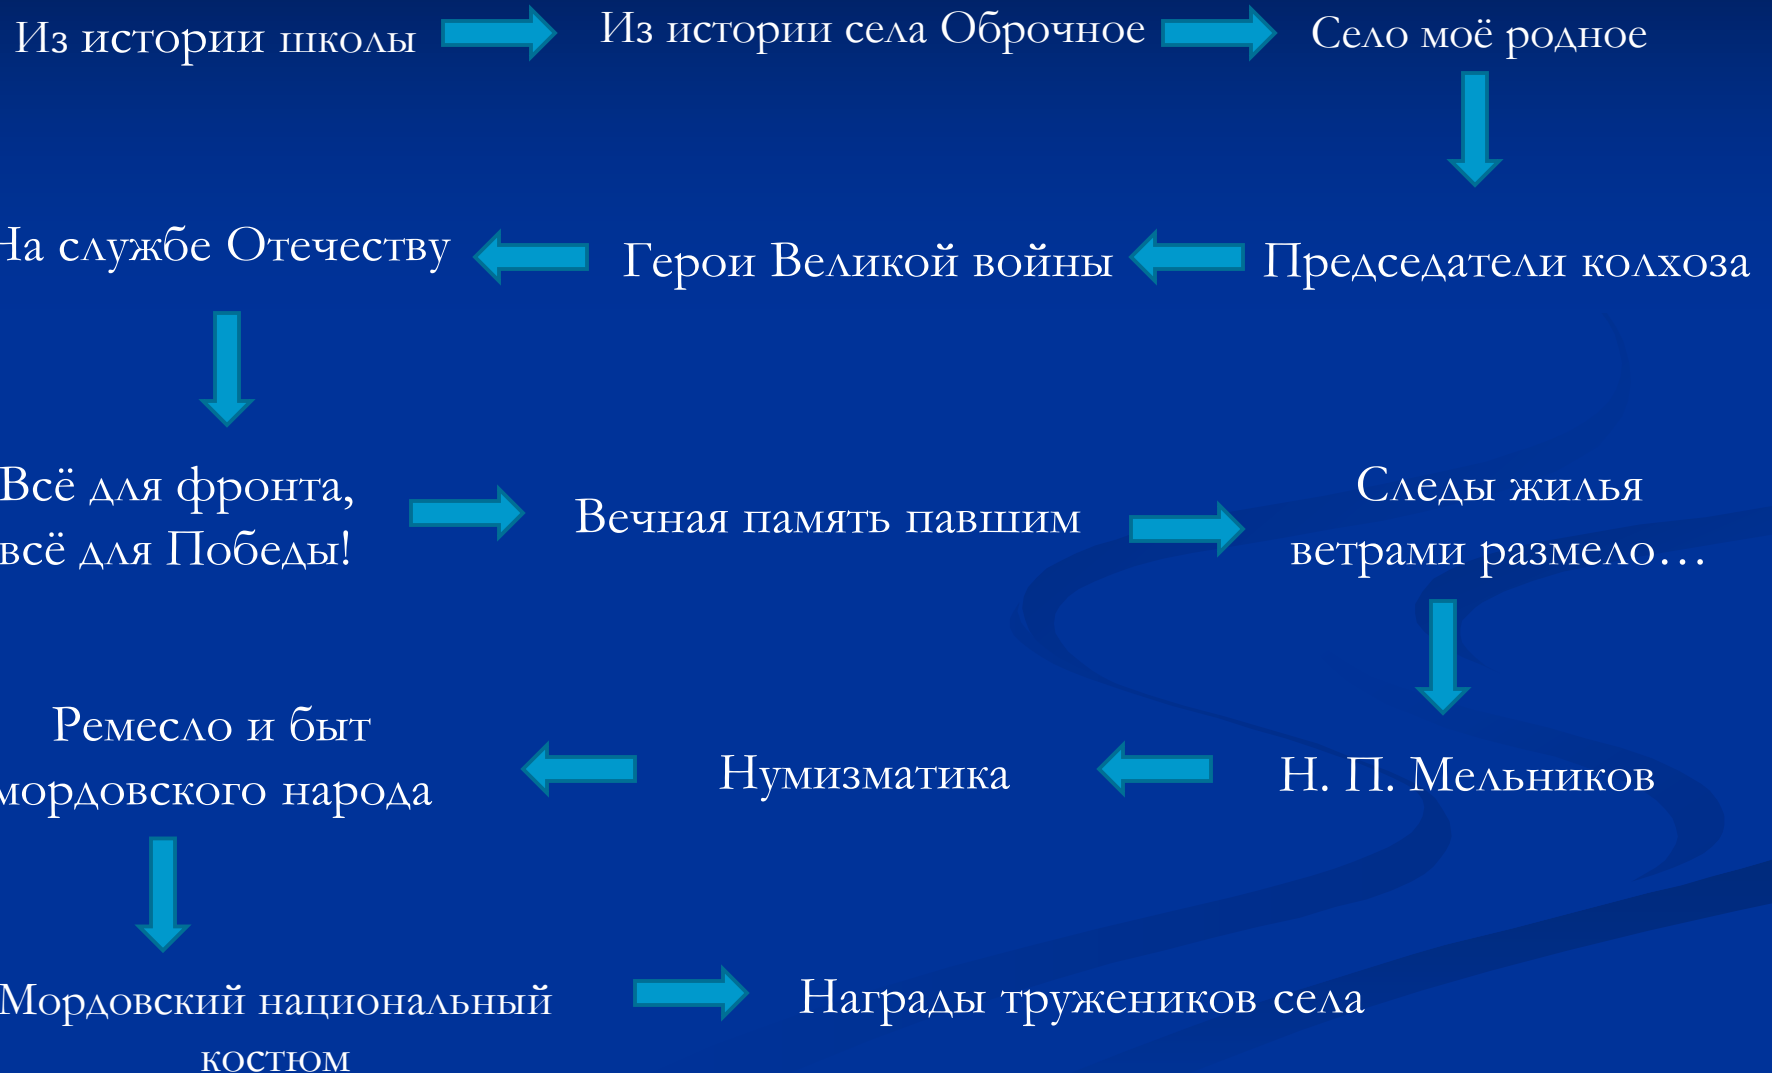 Из истории школы
Из истории села Оброчное
Село моё родное
На службе Отечеству
Герои Великой войны
Председатели колхоза
Всё для фронта,
всё для Победы!
Вечная память павшим
Следы жилья
ветрами размело…
Ремесло и быт
мордовского народа
Нумизматика
Н. П. Мельников
Мордовский национальный
костюм
Награды тружеников села